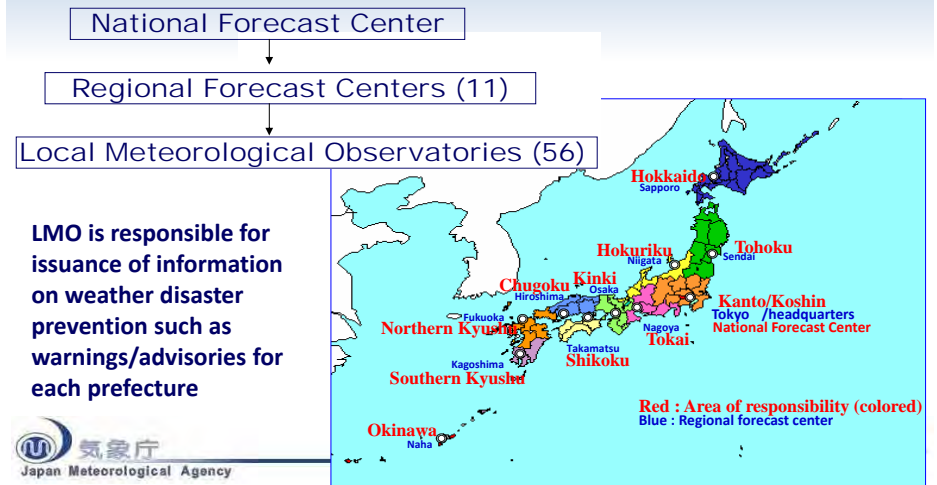 National Forecast Center
Regional Forecast Centers (11)
Local Meteorological Observatories (56)
LMO is responsible for
issuance of information
on weather disaster
prevention such as
warnings/advisories for
each prefecture
気象庁
Japan Meteorological Agency
Hokkaido
Sapporo
Tohoku
Sendai
Hokuriku
Niigata
Kanto/Koshin
Tokyo /headquarters
National Forecast Center
Kinki
Osaka
Chugoku
Hiroshima
Tokai
Nagoya
Shikoku
Takamatsu
Northern Kyushu
Fukuoka
Southern Kyushu
Kagoshima
Okinawa
Naha
Red : Area of responsibility (colored)
Blue : Regional forecast center